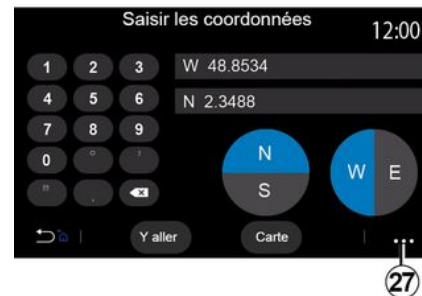 Saisir les coordonnées
12:00
1 2 3
W 48.8534
4 5 6
N 2.3488
7 8 9
0 ° '
" . 
N
S
W E
Y aller
Carte
...
27